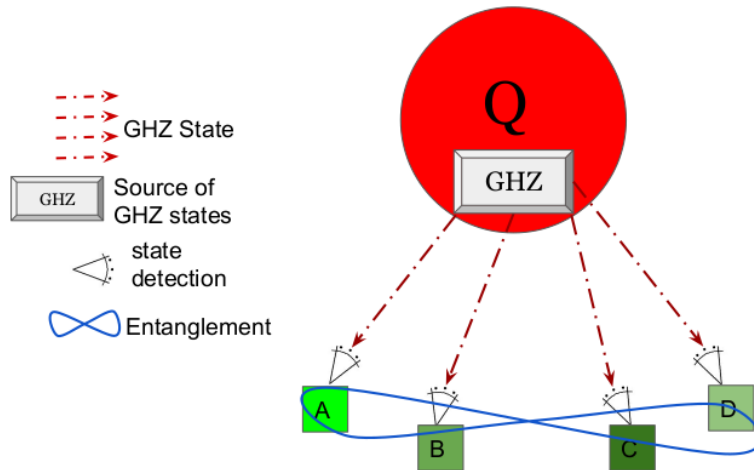 Q
GHZ
GHZ State
GHZ
Source of
GHZ states
state
detection
Entanglement
A
B
C
D